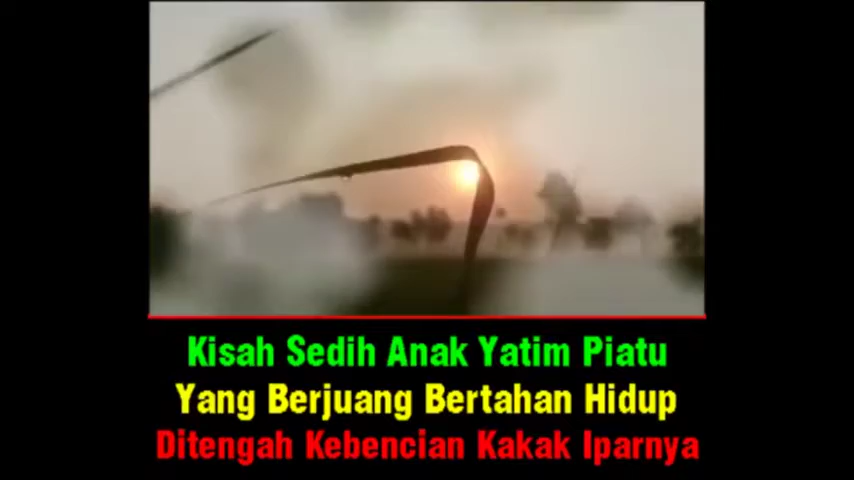 Kisah Sedih Anak Yatim Piatu
Yang Berjuang Bertahan Hidup
Ditengah Kebencian Kakak Iparnya